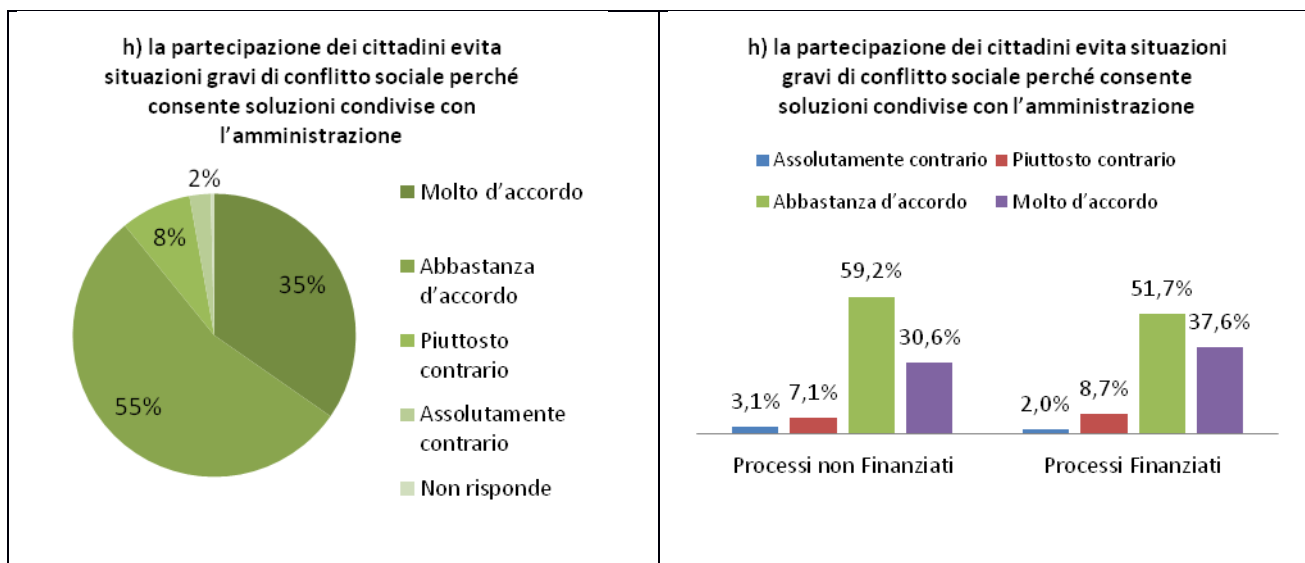 h) la partecipazione dei cittadini evita
situazioni gravi di conflitto sociale perché
consente soluzioni condivise con
l’amministrazione
2%
8%
35%
55%
Molto d’accordo
Abbastanza
d’accordo
Piuttosto
contrario
Assolutamente
contrario
Non risponde
h) la partecipazione dei cittadini evita situazioni
gravi di conflitto sociale perché consente
soluzioni condivise con l’amministrazione
Assolutamente contrario Piuttosto contrario
Abbastanza d’accordo Molto d’accordo
3,1% 7,1% 59,2% 30,6%
2,0% 8,7% 51,7% 37,6%
Processi non Finanziati Processi Finanziati